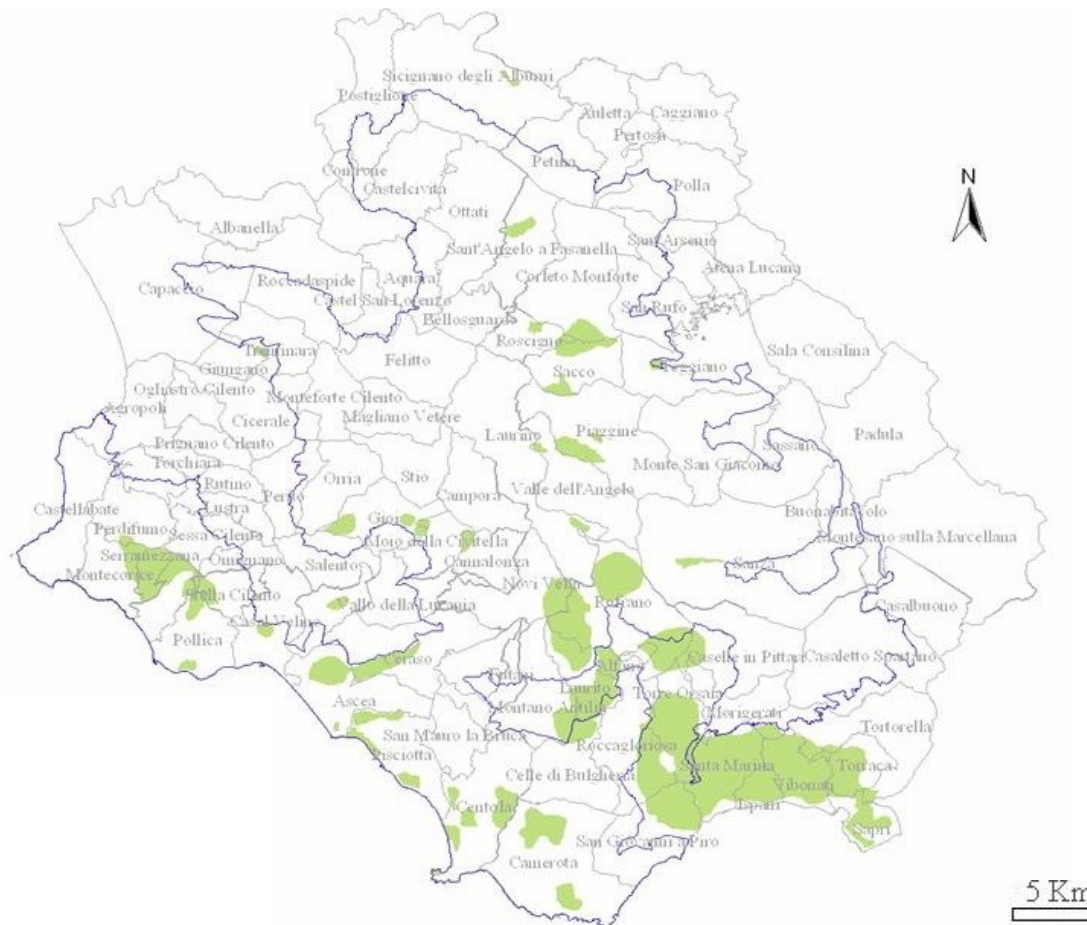 Sicignano degli Alburni
Postiglione
Auletta
Caggiano
Pertosa
Petina
Controne
Castelcivita
Polla
Ottati
Albanella
Sant'Angelo a Fasanella
Sant'Arsenio
Atena Lucana
Roccadaspide
Aquara
Corleto Monforte
Capaccio
Castel San Lorenzo
San Rufo
Bellosguardo
Roscigno
Trentinara
Felitto
Sala Consilina
Giungano
Sacco
Teggiano
Ogliastro Cilento
Monteforte Cilento
Agropoli
Cicerale
Magliano Vetere
Prignano Cilento
Laurino
Piaggine
Sassano
Padula
Torchiara
Monte San Giacomo
Rutino
Orria
Stio
Campora
Valle dell'Angelo
Perito
Castellabate
Lustra
Buonabitacolo
Perdifumo
Sessa Cilento
Gioi
Moio della Civitella
Montesano sulla Marcellana
Serramezzana
Omignano
Salento
Cannalonga
Sanza
Montecorice
Stella Cilento
Vallo della Lucania
Novi Velia
Rofrano
Casalbuono
Casal Velino
Pollica
Ceraso
Alfano
Caselle in Pittari
Casaletto Spartano
Futani
Laurito
Torre Orsaia
Ascea
Montano Antilia
Morigerati
Tortorella
San Mauro la Bruca
Roccagloriosa
Pisciotta
Celle di Bulgheria
Santa Marina
Torraca
Vibonati
Centola
Ispani
Sapri
San Giovanni a Piro
Camerota
N
5 Km